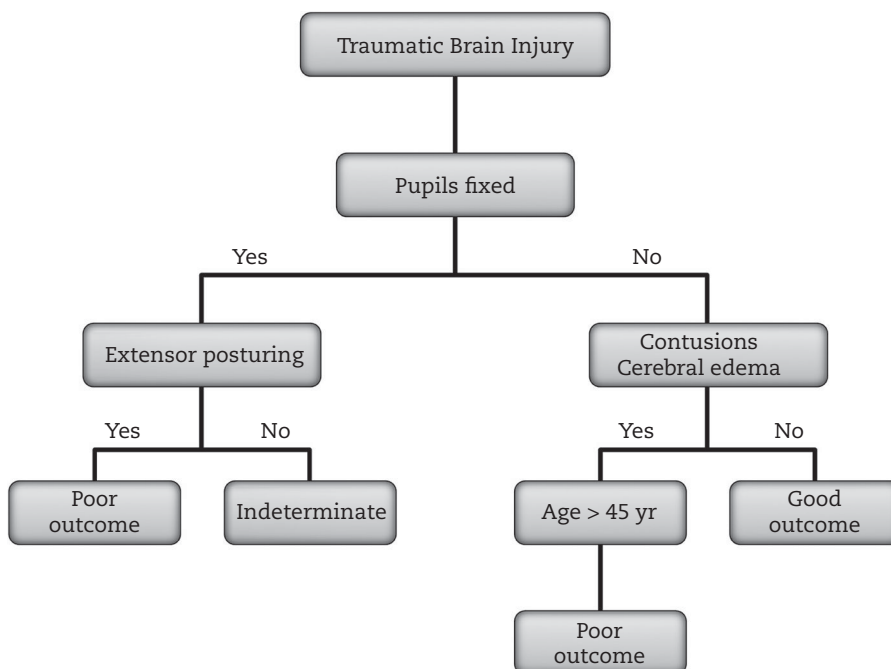 Traumatic Brain Injury
Pupils fixed
Yes
No
Extensor posturing
Contusions
Cerebral edema
Yes
No
Yes
No
Poor
outcome
Indeterminate
Age > 45 yr
Good
outcome
Poor
outcome